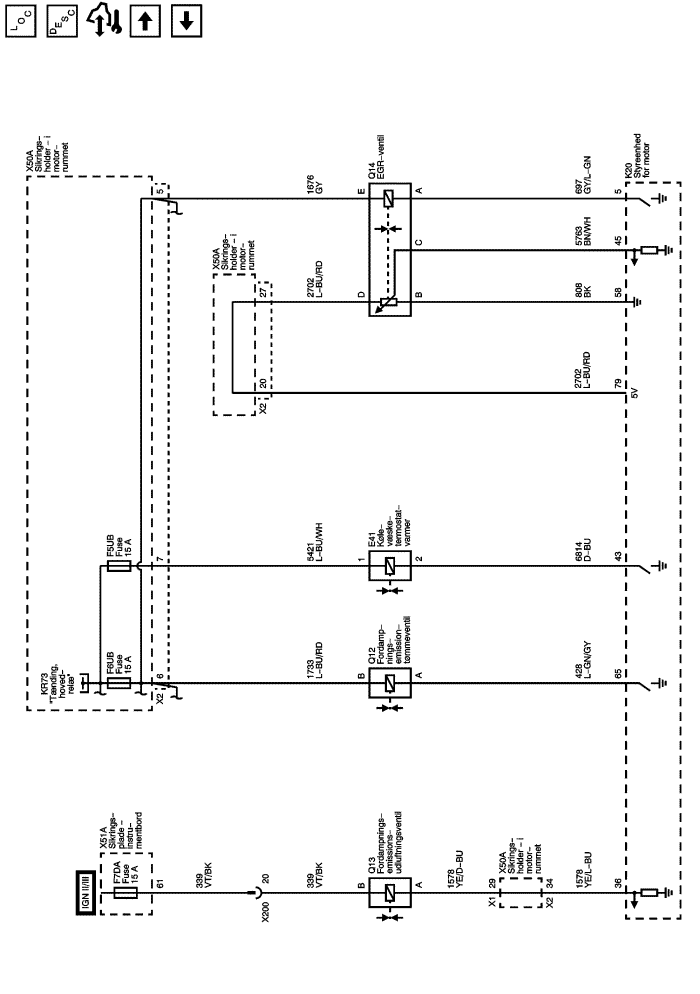 LOC
DESC
X50A
Sikrings–
holder – i
motor–
rummet
KR73
"Tænding,
hoved–
relæ"
F6UB
Fuse
15 A
F5UB
Fuse
15 A
X2
6
7
5
X50A
Sikrings–
holder – i
motor–
rummet
X2
20
27
IGN II/III
X51A
Sikrings–
plade –
instru–
mentbord
F7DA
Fuse
15 A
61
339
VT/BK
X200
20
339
VT/BK
1733
L–BU/RD
5421
L–BU/WH
2702
L–BU/RD
1676
GY
Q13
Fordampnings–
emissions–
udluftningsventil
B
A
Q12
Fordamp–
nings–
emission–
tømmeventil
B
A
E41
Køle–
væske–
termostat–
varmer
1
2
Q14
EGR–ventil
D
E
B
C
A
1578
YE/D–BU
X1
29
X50A
Sikrings–
holder – i
motor–
rummet
X2
34
1578
YE/L–BU
36
428
L–GN/GY
65
6814
D–BU
43
2702
L–BU/RD
79
5V
808
BK
58
5763
BN/WH
45
697
GY/L–GN
5
K20
Styreenhed
for motor